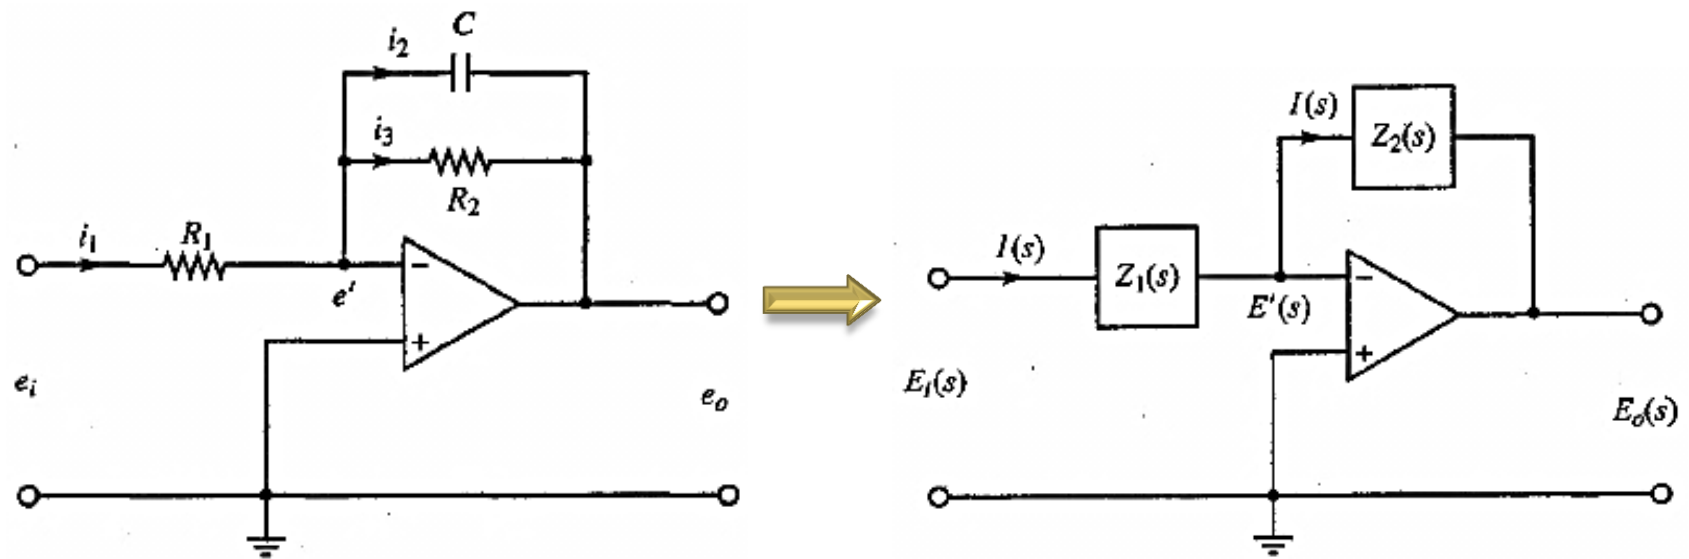 C
i₂
i₃
R₂
i₁
R₁
−
e'
+
eᵢ
eₒ
I(s)
Z₂(s)
I(s)
Z₁(s)
−
E'(s)
+
Eᵢ(s)
Eₒ(s)